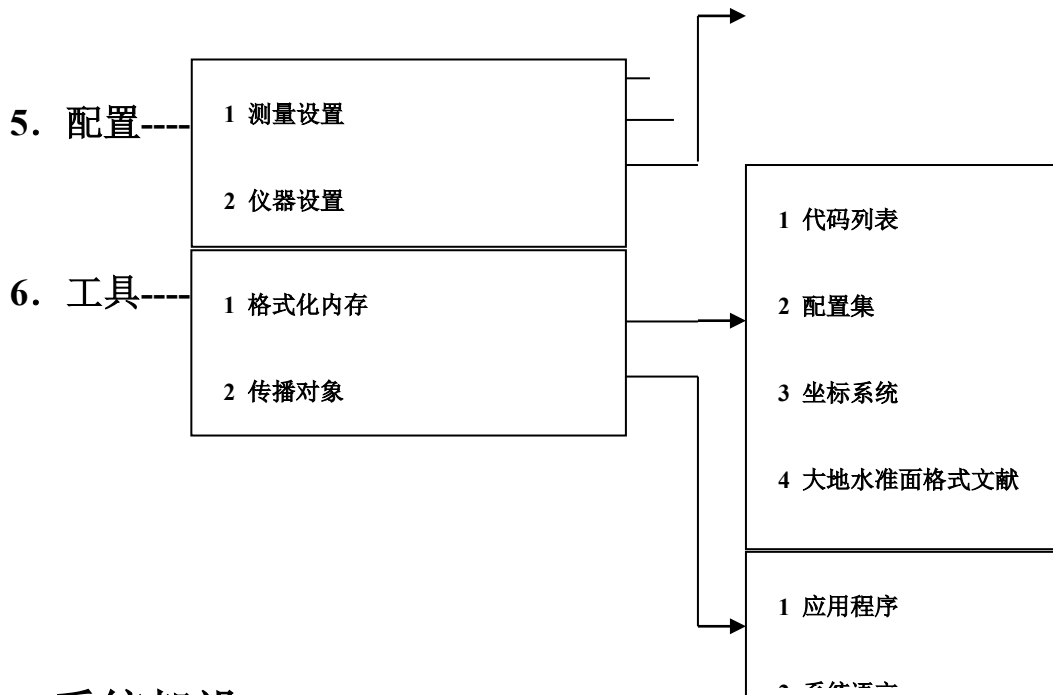 5. 配置----
1 测量设置
2 仪器设置
6. 工具----
1 格式化内存
2 传播对象
1 代码列表
2 配置集
3 坐标系统
4 大地水准面格式文献
1 应用程序